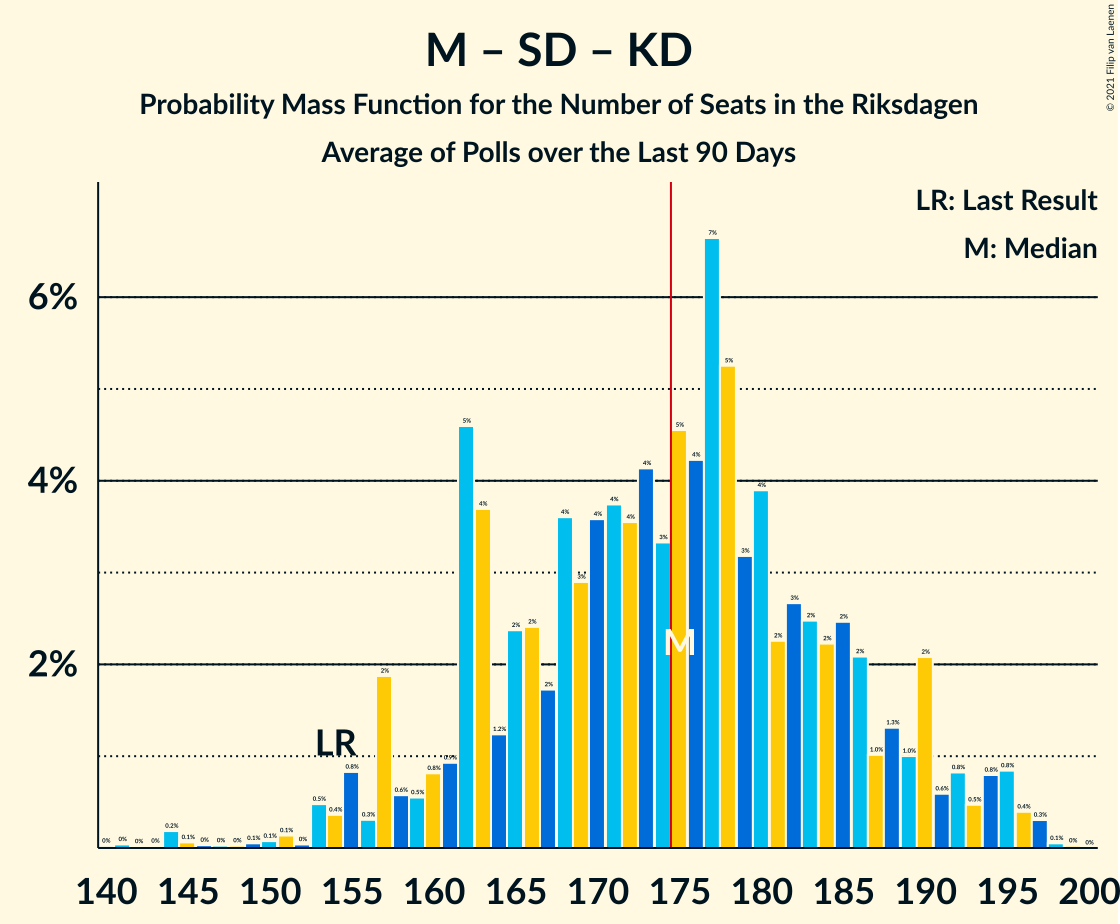 M – SD – KD
Probability Mass Function for the Number of Seats in the Riksdagen
Average of Polls over the Last 90 Days
© 2021 Filip van Laenen
LR: Last Result
M: Median
6%
4%
2%
LR
M
0% 0% 0% 0% 0.2% 0.1% 0% 0% 0% 0.1% 0.1% 0.1% 0% 0.5% 0.4% 0.8% 0.3% 2% 0.6% 0.5% 0.8% 0.9% 5% 4% 1.2% 2% 2% 2% 4% 3% 4% 4% 4% 4% 3% 5% 4% 7% 5% 3% 4% 2% 3% 2% 2% 2% 2% 1.0% 1.3% 1.0% 2% 0.6% 0.8% 0.5% 0.8% 0.8% 0.4% 0.3% 0.1% 0% 0%
140 145 150 155 160 165 170 175 180 185 190 195 200